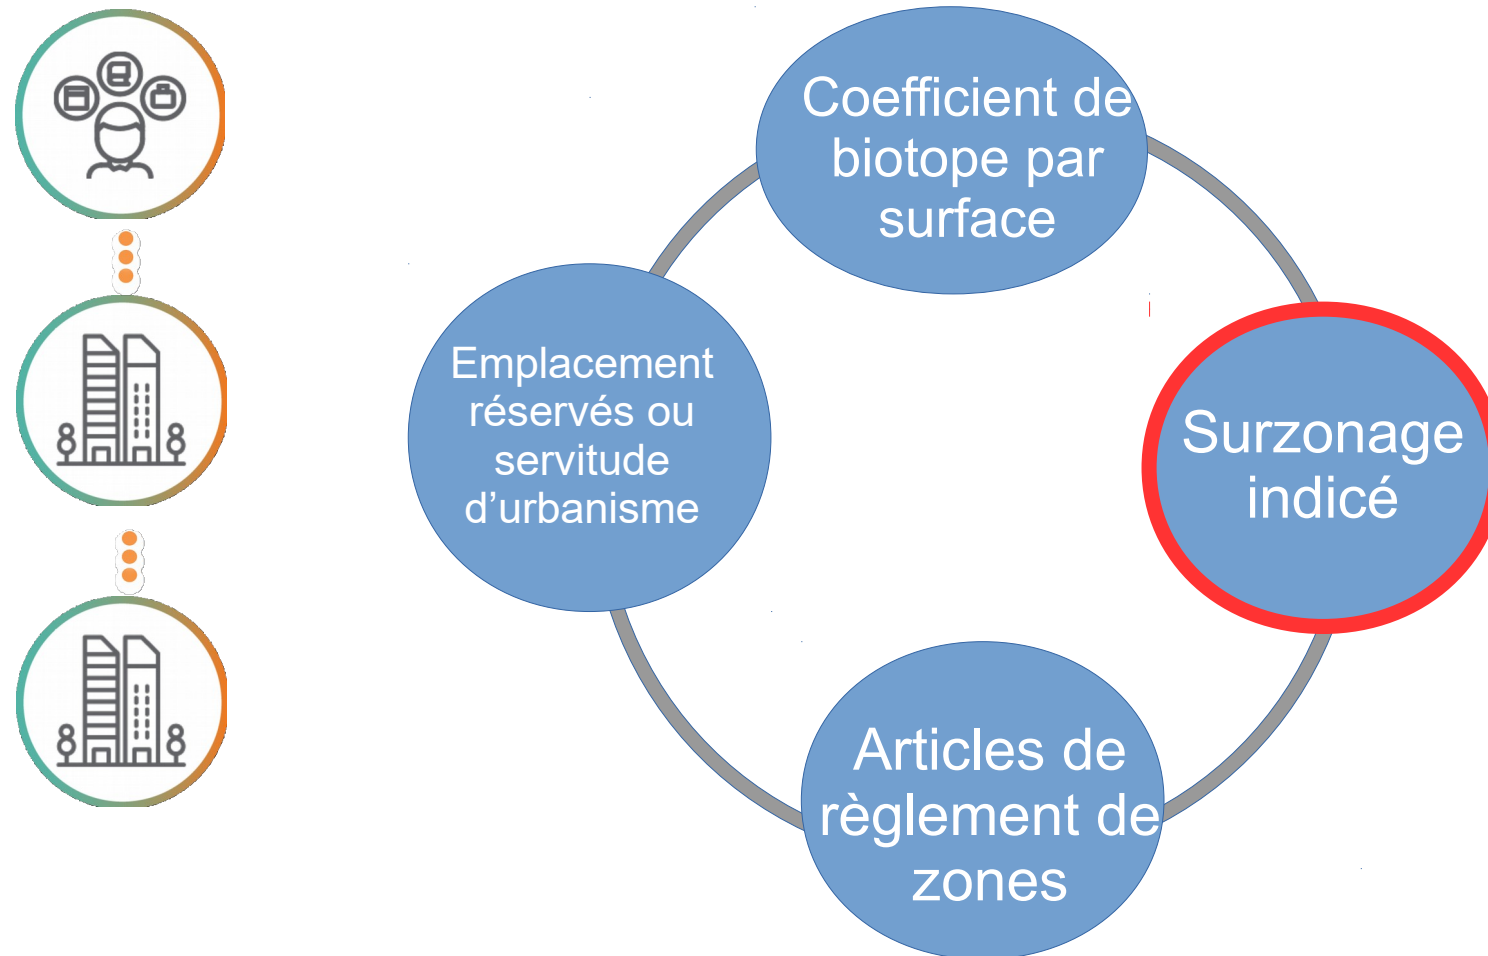 Coefficient de
biotope par
surface
Emplacement
réservés ou
servitude
d’urbanisme
Surzonage
indicé
Articles de
règlement de
zones